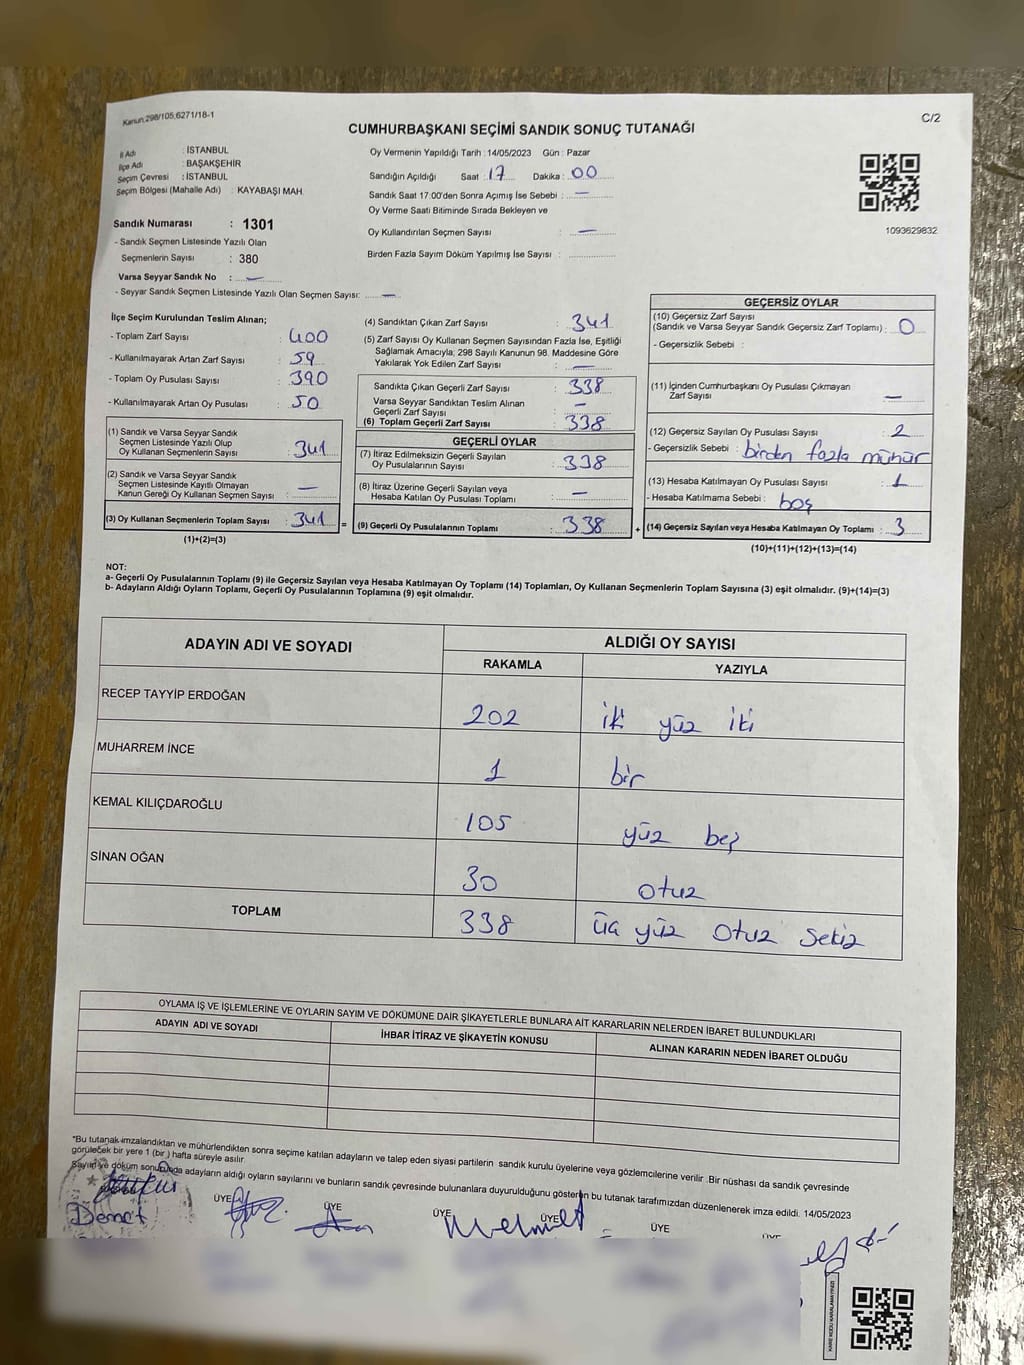 Kanun,298/105,6271/18-1
C/2
CUMHURBAŞKANI SEÇİMİ SANDIK SONUÇ TUTANAĞI
İl Adı : İSTANBUL
İlçe Adı : BAŞAKŞEHİR
Seçim Çevresi : İSTANBUL
Seçim Bölgesi (Mahalle Adı) : KAYABAŞI MAH.
Sandık Numarası : 1301
- Sandık Seçmen Listesinde Yazılı Olan
Seçmenlerin Sayısı : 380
Varsa Seyyar Sandık No : —
- Seyyar Sandık Seçmen Listesinde Yazılı Olan Seçmen Sayısı: —
Oy Vermenin Yapıldığı Tarih : 14/05/2023 Gün : Pazar
Sandığın Açıldığı Saat : 17 Dakika : 00
Sandık Saat 17:00'den Sonra Açımış İse Sebebi : —
Oy Verme Saati Bitiminde Sırada Bekleyen ve
Oy Kullandırılan Seçmen Sayısı : —
Birden Fazla Sayım Döküm Yapılmış İse Sayısı :
1093629832
İlçe Seçim Kurulundan Teslim Alınan;
- Toplam Zarf Sayısı : 400
- Kullanılmayarak Artan Zarf Sayısı : 59
- Toplam Oy Pusulası Sayısı : 390
- Kullanılmayarak Artan Oy Pusulası : 50
(1) Sandık ve Varsa Seyyar Sandık
Seçmen Listesinde Yazılı Olup
Oy Kullanan Seçmenlerin Sayısı : 341
(2) Sandık ve Varsa Seyyar Sandık
Seçmen Listesinde Kayıtlı Olmayan
Kanun Gereği Oy Kullanan Seçmen Sayısı : —
(3) Oy Kullanan Seçmenlerin Toplam Sayısı : 341 =
(1)+(2)=(3)
(4) Sandıktan Çıkan Zarf Sayısı : 341
(5) Zarf Sayısı Oy Kullanan Seçmen Sayısından Fazla İse, Eşitliği
Sağlamak Amacıyla; 298 Sayılı Kanunun 98. Maddesine Göre
Yakılarak Yok Edilen Zarf Sayısı : —
Sandıkta Çıkan Geçerli Zarf Sayısı : 338
Varsa Seyyar Sandıktan Teslim Alınan
Geçerli Zarf Sayısı : —
(6) Toplam Geçerli Zarf Sayısı : 338
GEÇERLİ OYLAR
(7) İtiraz Edilmeksizin Geçerli Sayılan
Oy Pusulalarının Sayısı : 338
(8) İtiraz Üzerine Geçerli Sayılan veya
Hesaba Katılan Oy Pusulası Toplamı : —
(9) Geçerli Oy Pusulalarının Toplamı : 338 +
GEÇERSİZ OYLAR
(10) Geçersiz Zarf Sayısı
(Sandık ve Varsa Seyyar Sandık Geçersiz Zarf Toplamı) : 0
- Geçersizlik Sebebi :
(11) İçinden Cumhurbaşkanı Oy Pusulası Çıkmayan
Zarf Sayısı : —
(12) Geçersiz Sayılan Oy Pusulası Sayısı : 2
- Geçersizlik Sebebi : birden fazla mühür
(13) Hesaba Katılmayan Oy Pusulası Sayısı : 1
- Hesaba Katılmama Sebebi : boş
(14) Geçersiz Sayılan veya Hesaba Katılmayan Oy Toplamı : 3
(10)+(11)+(12)+(13)=(14)
NOT:
a- Geçerli Oy Pusulalarının Toplamı (9) ile Geçersiz Sayılan veya Hesaba Katılmayan Oy Toplamı (14) Toplamları, Oy Kullanan Seçmenlerin Toplam Sayısına (3) eşit olmalıdır. (9)+(14)=(3)
b- Adayların Aldığı Oyların Toplamı, Geçerli Oy Pusulalarının Toplamına (9) eşit olmalıdır.
ADAYIN ADI VE SOYADI
ALDIĞI OY SAYISI
RAKAMLA YAZIYLA
RECEP TAYYİP ERDOĞAN 202 iki yüz iki
MUHARREM İNCE 1 bir
KEMAL KILIÇDAROĞLU 105 yüz beş
SİNAN OĞAN 30 otuz
TOPLAM 338 üç yüz otuz sekiz
OYLAMA İŞ VE İŞLEMLERİNE VE OYLARIN SAYIM VE DÖKÜMÜNE DAİR ŞİKAYETLERLE BUNLARA AİT KARARLARIN NELERDEN İBARET BULUNDUKLARI
ADAYIN ADI VE SOYADI İHBAR İTİRAZ VE ŞİKAYETİN KONUSU ALINAN KARARIN NEDEN İBARET OLDUĞU
*Bu tutanak imzalandıktan ve mühürlendikten sonra seçime katılan adayların ve talep eden siyasi partilerin sandık kurulu üyelerine veya gözlemcilerine verilir. Bir nüshası da sandık çevresinde
görülecek bir yere 1 (bir ) hafta süreyle asılır.
Sayım ve döküm sonucunda adayların aldığı oyların sayılarını ve bunların sandık çevresinde bulunanlara duyurulduğunu gösteren bu tutanak tarafımızdan düzenlenerek imza edildi. 14/05/2023
Demet ÜYE ÜYE ÜYE Mehmet ÜYE ÜYE ÜYE